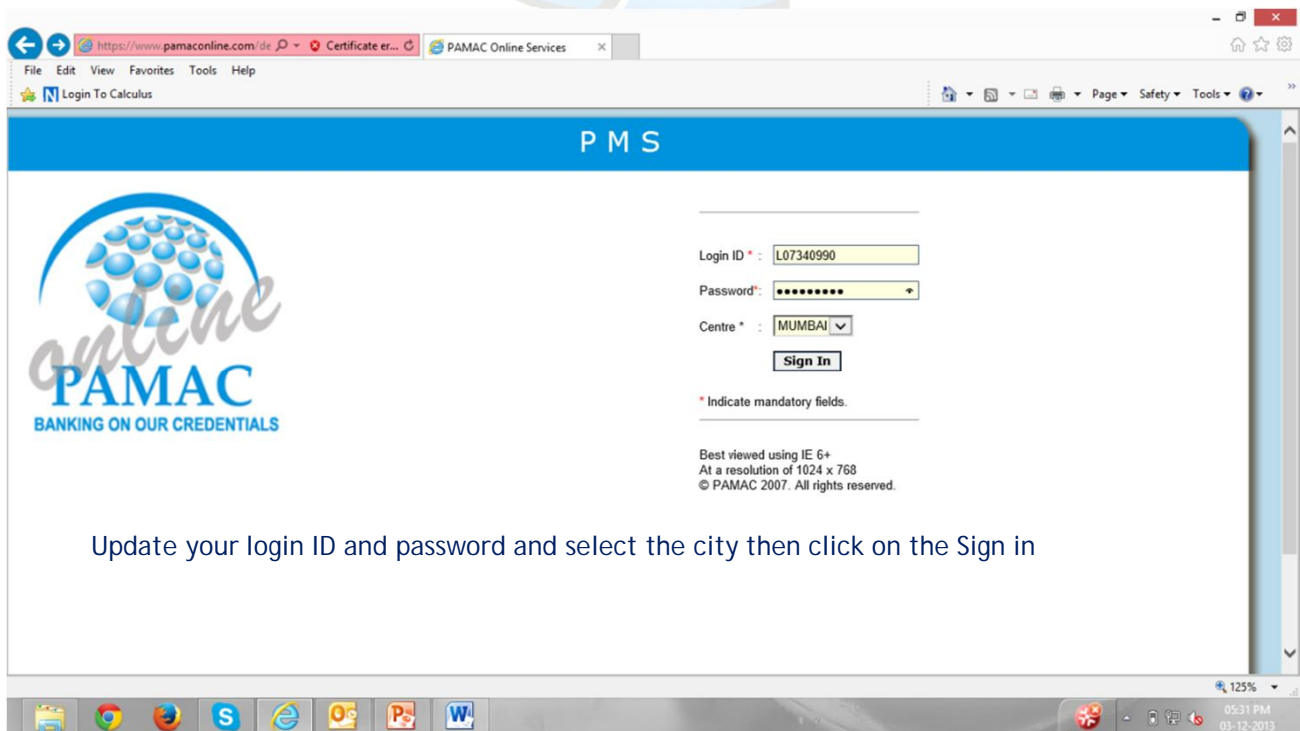 https://www.pamaconline.com/de
Certificate er...
PAMAC Online Services
File Edit View Favorites Tools Help
Login To Calculus
Page Safety Tools
P M S
online
PAMAC
BANKING ON OUR CREDENTIALS
Login ID * : L07340990
Password*: •••••••••
Centre * : MUMBAI
Sign In
* Indicate mandatory fields.
Best viewed using IE 6+
At a resolution of 1024 x 768
© PAMAC 2007. All rights reserved.
Update your login ID and password and select the city then click on the Sign in
125%
05:31 PM
03-12-2013